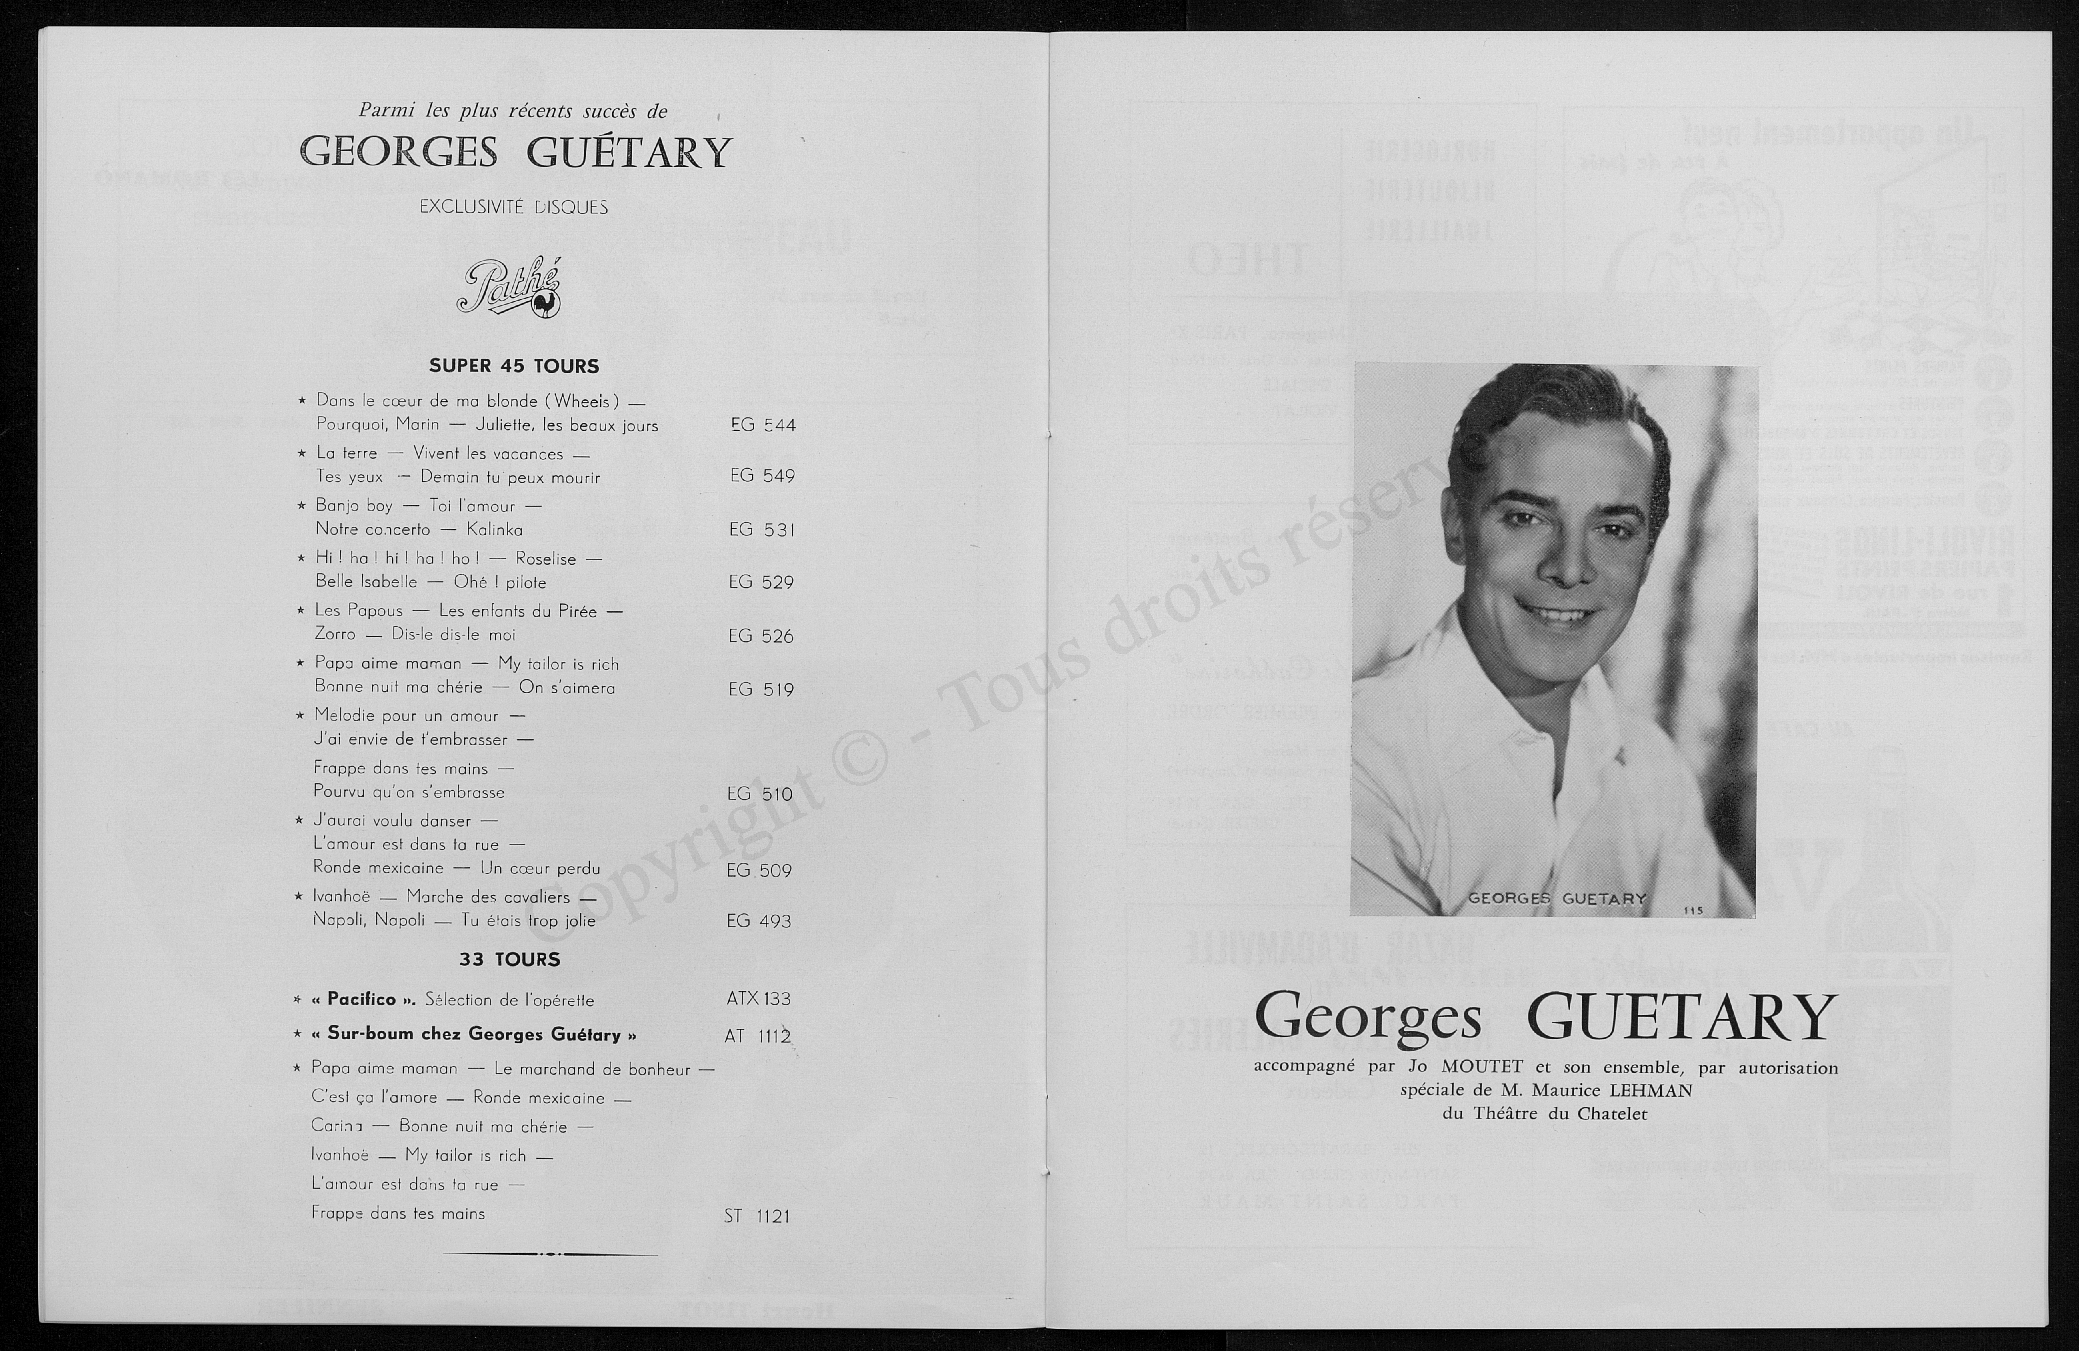 Parmi les plus récents succès de
GEORGES GUÉTARY
EXCLUSIVITÉ DISQUES
Pathé
SUPER 45 TOURS
★ Dans le cœur de ma blonde (Wheels) —
Pourquoi, Marin — Juliette, les beaux jours EG 544
★ La terre — Vivent les vacances —
Tes yeux — Demain tu peux mourir EG 549
★ Banjo boy — Toi l'amour —
Notre concerto — Kalinka EG 531
★ Hi ! ha ! hi ! ha ! ho ! — Roselise —
Belle Isabelle — Ohé ! pilote EG 529
★ Les Papous — Les enfants du Pirée —
Zorro — Dis-le dis-le moi EG 526
★ Papa aime maman — My tailor is rich
Bonne nuit ma chérie — On s'aimera EG 519
★ Melodie pour un amour —
J'ai envie de t'embrasser —
Frappe dans tes mains —
Pourvu qu'on s'embrasse EG 510
★ J'aurai voulu danser —
L'amour est dans ta rue —
Ronde mexicaine — Un cœur perdu EG 509
★ Ivanhoë — Marche des cavaliers —
Napoli, Napoli — Tu étais trop jolie EG 493
33 TOURS
★ « Pacifico ». Sélection de l'opérette ATX 133
★ « Sur-boum chez Georges Guétary » AT 1112
★ Papa aime maman — Le marchand de bonheur —
C'est ça l'amore — Ronde mexicaine —
Carina — Bonne nuit ma chérie —
Ivanhoë — My tailor is rich —
L'amour est dans ta rue —
Frappe dans tes mains ST 1121
Copyright © - Tous droits réservés
GEORGES GUETARY
115
Georges GUETARY
accompagné par Jo MOUTET et son ensemble, par autorisation
spéciale de M. Maurice LEHMAN
du Théâtre du Chatelet